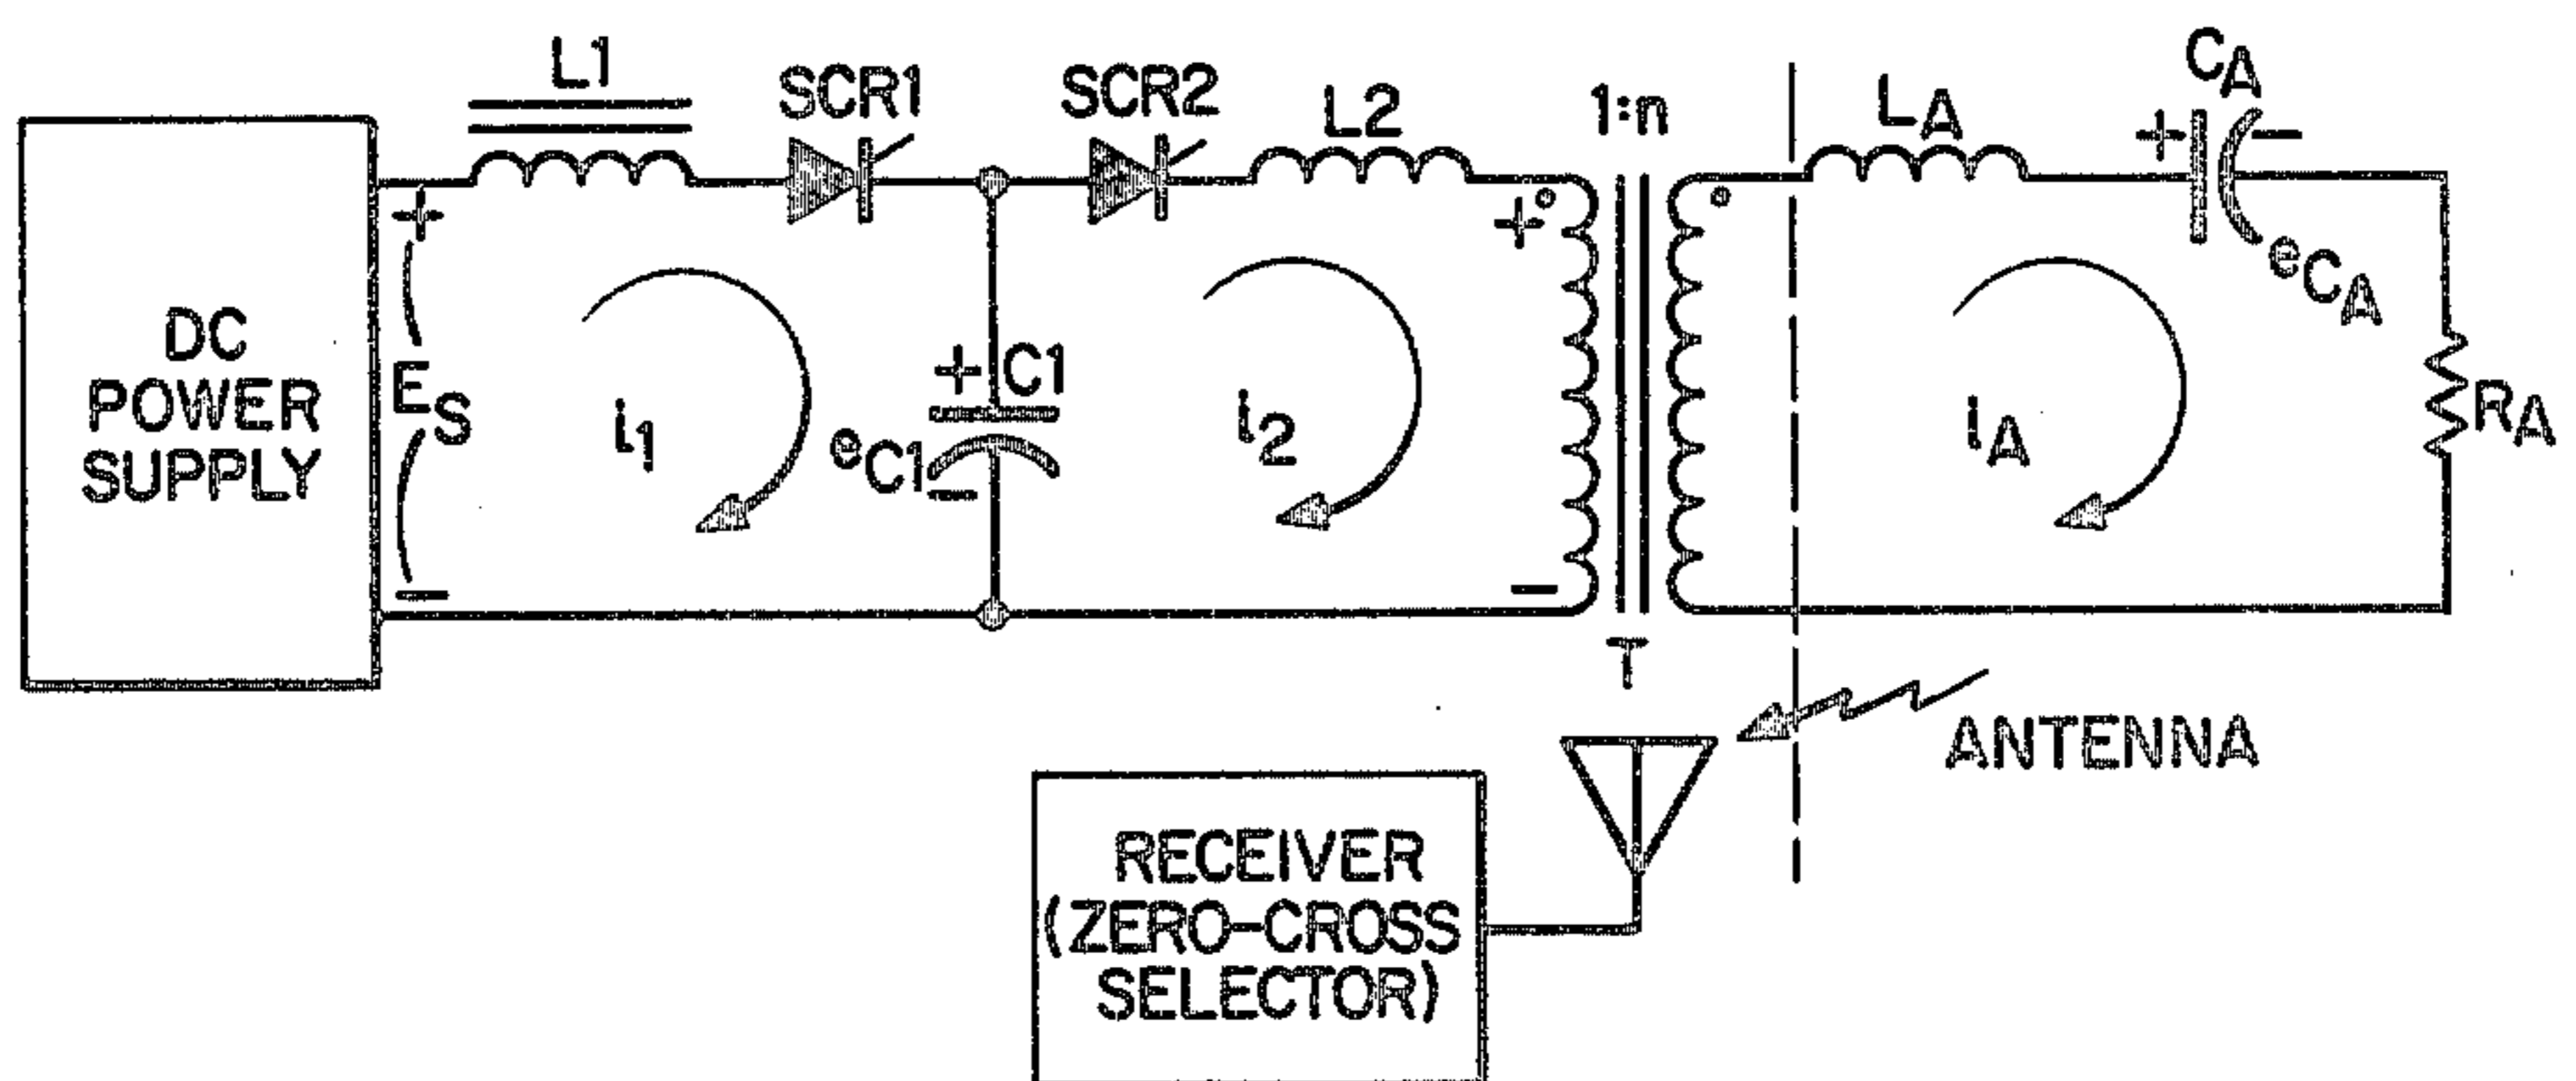 L1
SCR1
SCR2
L2
1:n
LA
CA
+
-
+
+
eCA
DC
POWER
SUPPLY
ES
i1
+
C1
eC1
-
i2
iA
RA
-
-
T
ANTENNA
RECEIVER
(ZERO-CROSS
SELECTOR)